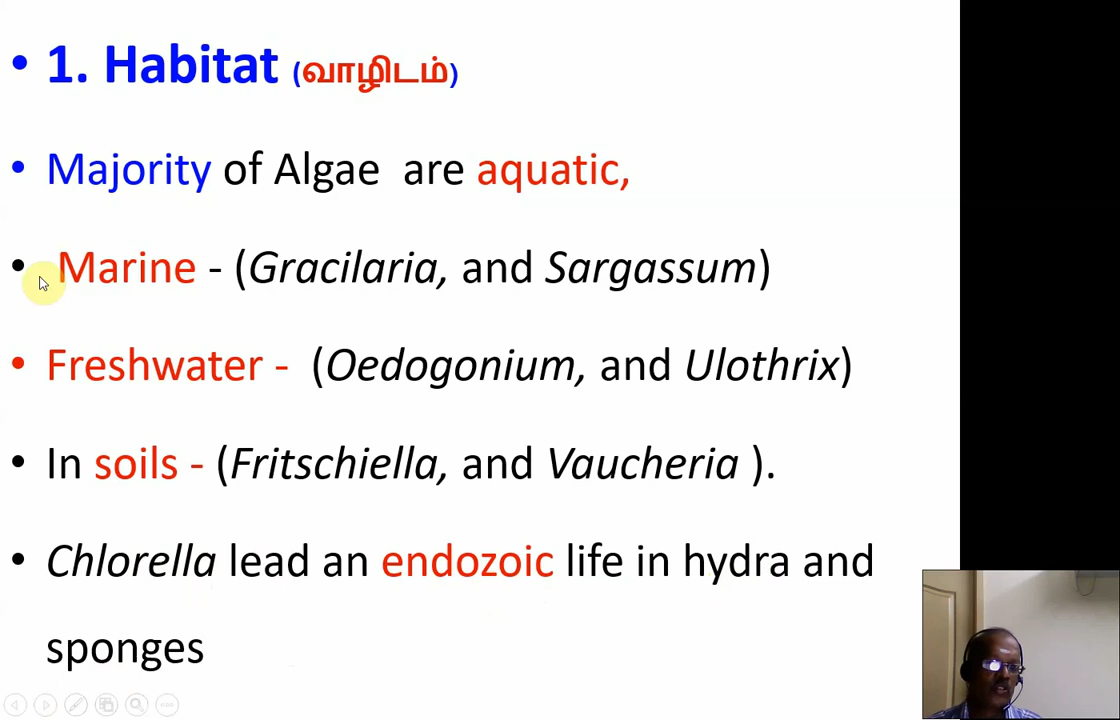 • 1. Habitat (வாழிடம்)
• Majority of Algae are aquatic,
• Marine - (Gracilaria, and Sargassum)
• Freshwater - (Oedogonium, and Ulothrix)
• In soils - (Fritschiella, and Vaucheria ).
• Chlorella lead an endozoic life in hydra and
sponges